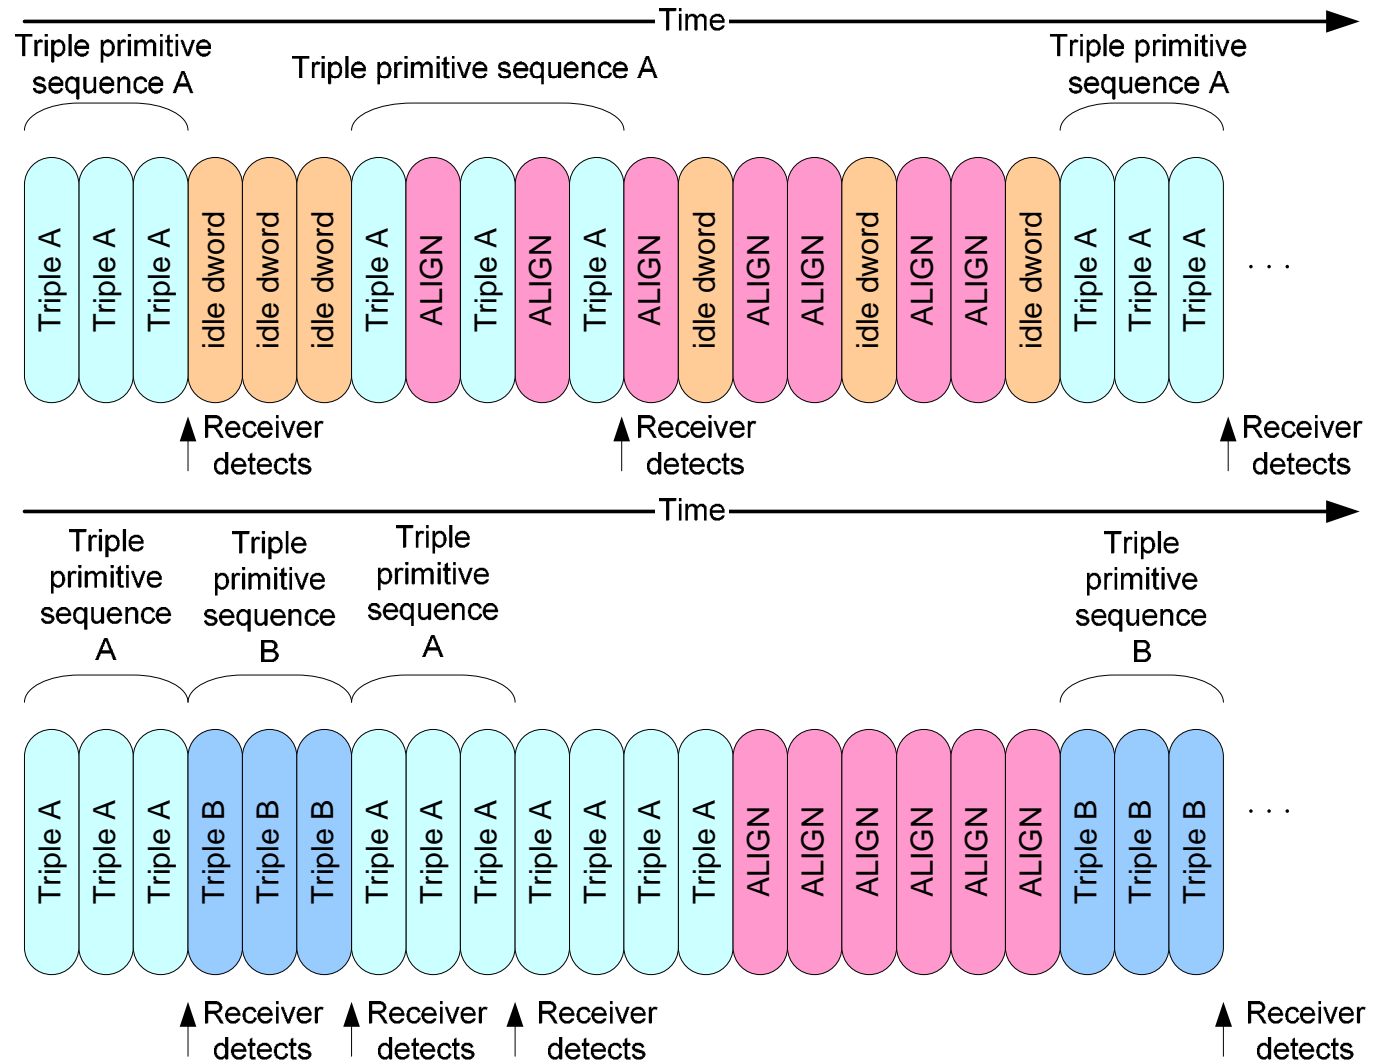 Time
Triple primitive
sequence A
Triple primitive sequence A
Triple primitive
sequence A
Triple A
Triple A
Triple A
idle dword
idle dword
idle dword
Triple A
ALIGN
Triple A
ALIGN
Triple A
ALIGN
idle dword
ALIGN
ALIGN
idle dword
ALIGN
ALIGN
idle dword
Triple A
Triple A
Triple A
. . .
Receiver
detects
Receiver
detects
Receiver
detects
Time
Triple
primitive
sequence
A
Triple
primitive
sequence
B
Triple
primitive
sequence
A
Triple
primitive
sequence
B
Triple A
Triple A
Triple A
Triple B
Triple B
Triple B
Triple A
Triple A
Triple A
Triple A
Triple A
Triple A
Triple A
ALIGN
ALIGN
ALIGN
ALIGN
ALIGN
ALIGN
Triple B
Triple B
Triple B
. . .
Receiver
detects
Receiver
detects
Receiver
detects
Receiver
detects